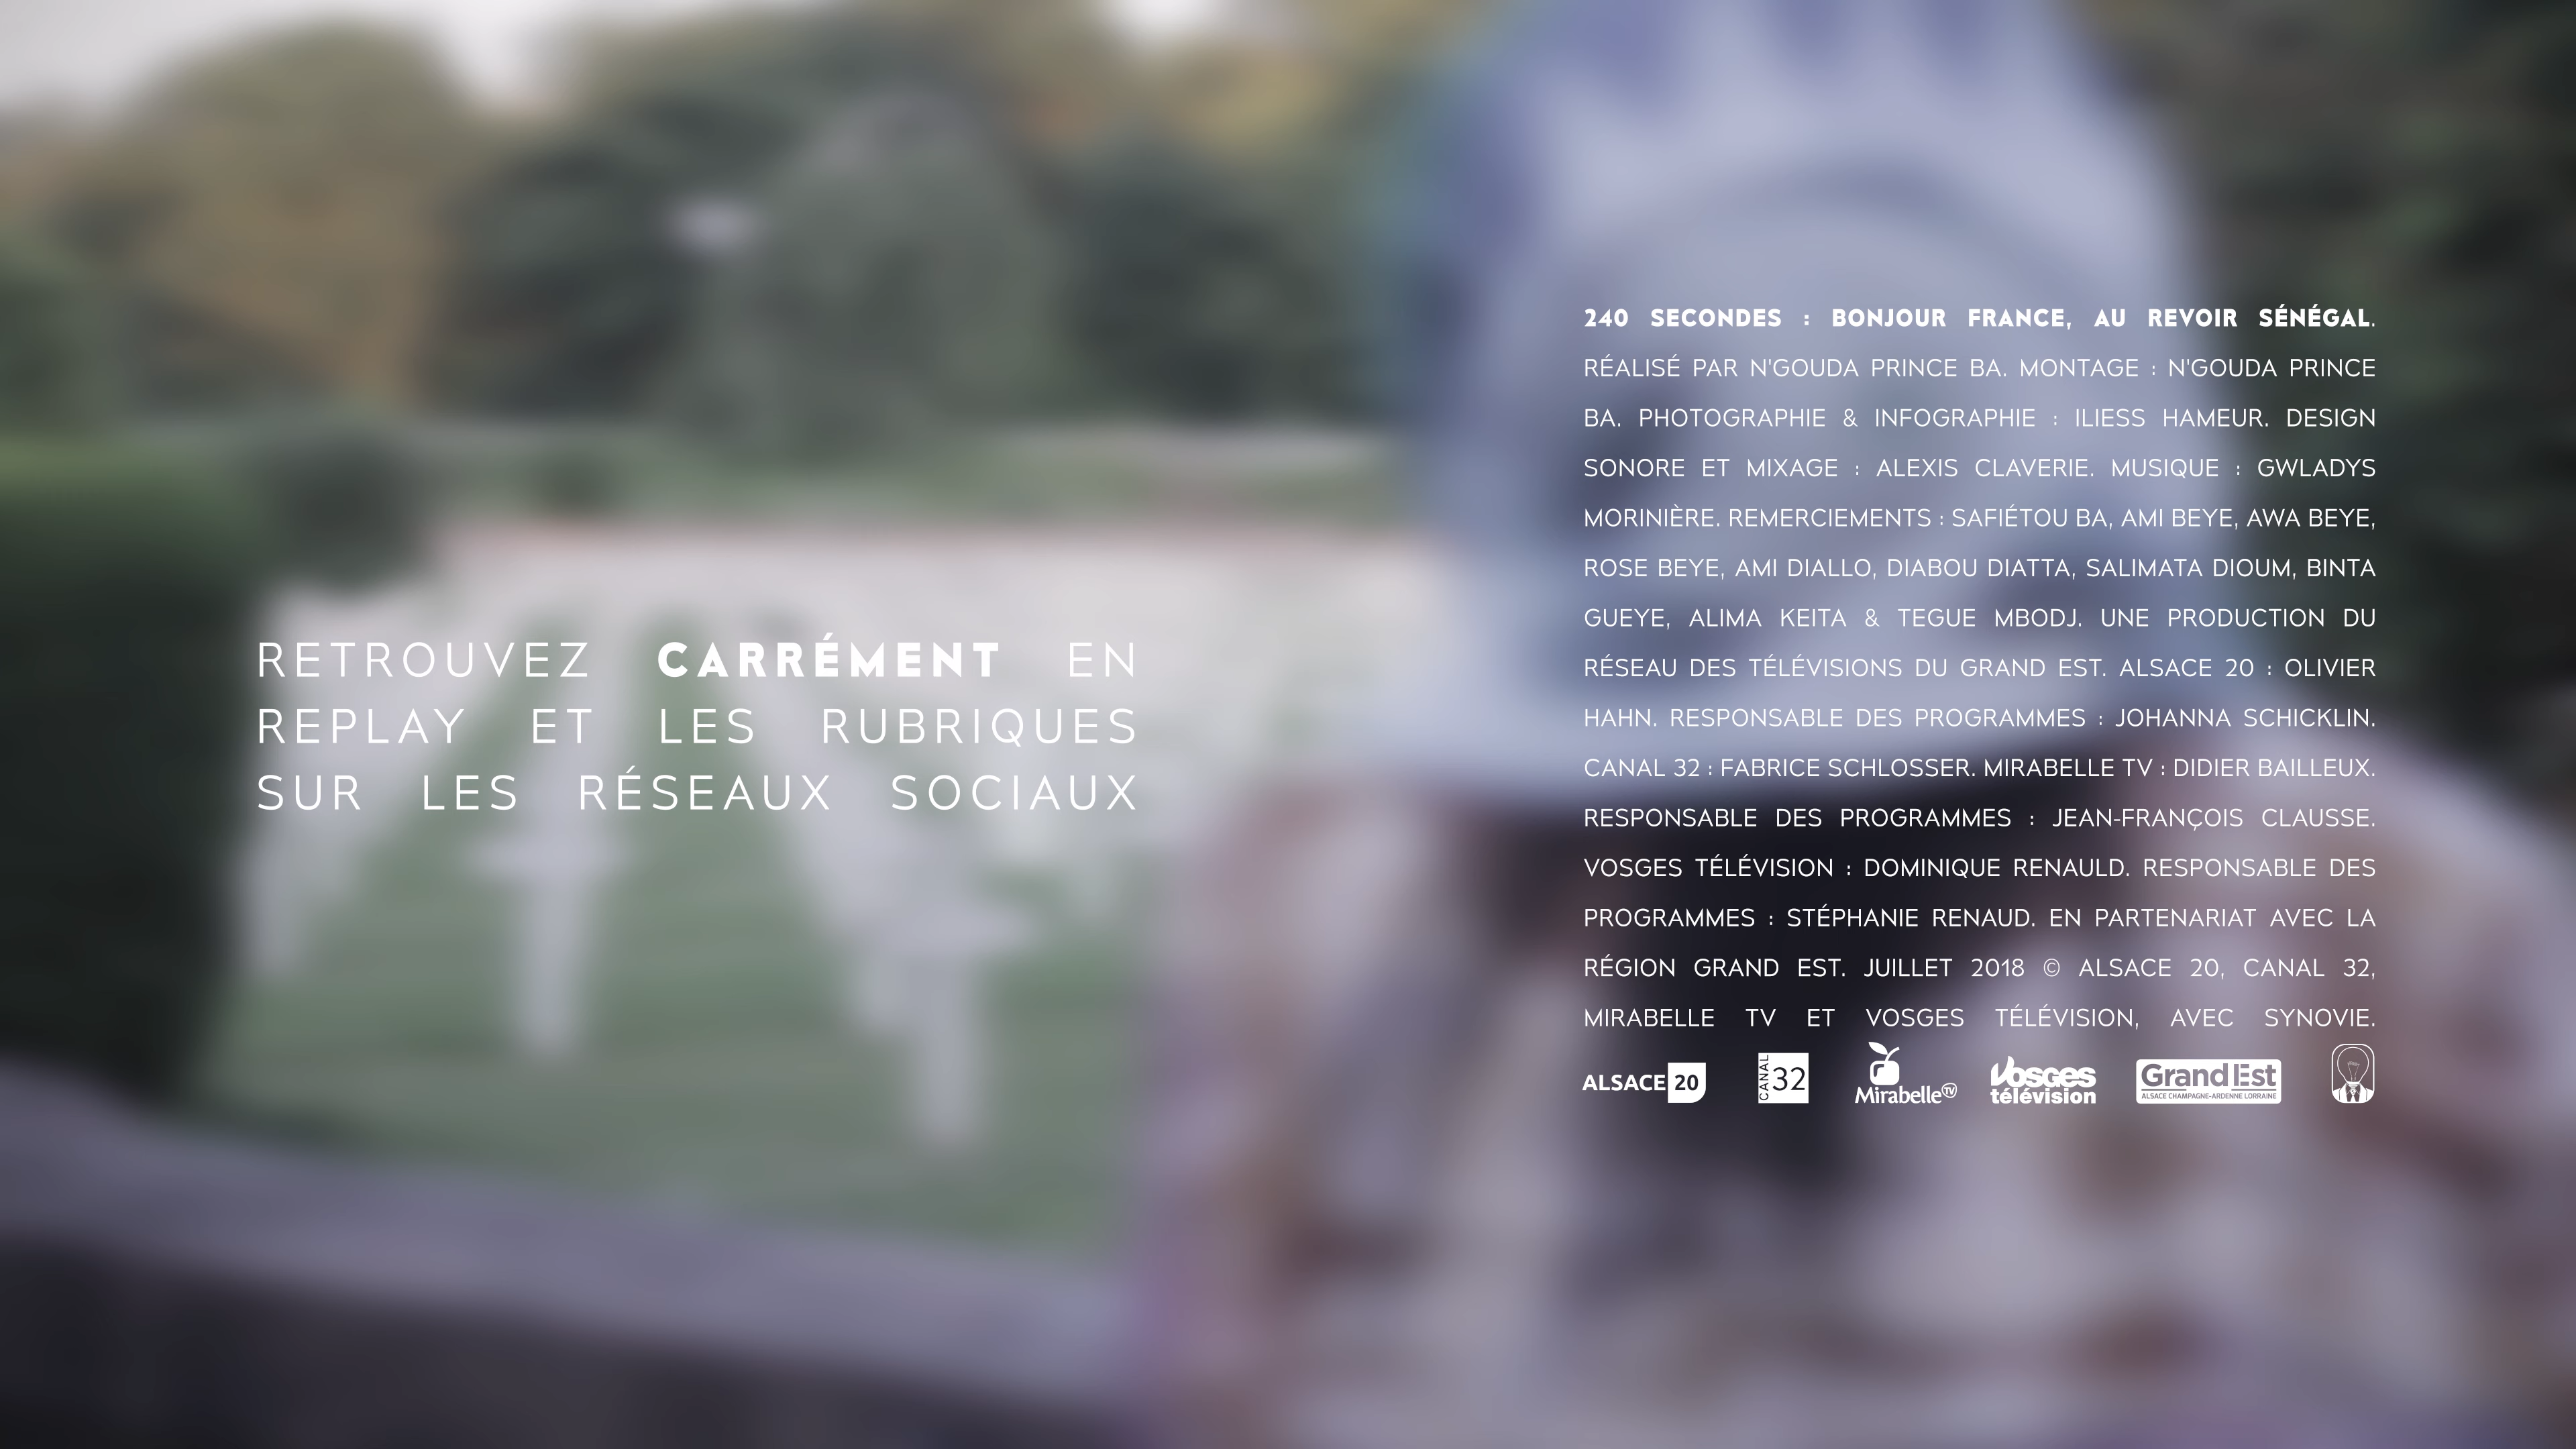 RETROUVEZ CARRÉMENT EN
REPLAY ET LES RUBRIQUES
SUR LES RÉSEAUX SOCIAUX
240 SECONDES : BONJOUR FRANCE, AU REVOIR SÉNÉGAL.
RÉALISÉ PAR N'GOUDA PRINCE BA. MONTAGE : N'GOUDA PRINCE
BA. PHOTOGRAPHIE & INFOGRAPHIE : ILIESS HAMEUR. DESIGN
SONORE ET MIXAGE : ALEXIS CLAVERIE. MUSIQUE : GWLADYS
MORINIÈRE. REMERCIEMENTS : SAFIÉTOU BA, AMI BEYE, AWA BEYE,
ROSE BEYE, AMI DIALLO, DIABOU DIATTA, SALIMATA DIOUM, BINTA
GUEYE, ALIMA KEITA & TEGUE MBODJ. UNE PRODUCTION DU
RÉSEAU DES TÉLÉVISIONS DU GRAND EST. ALSACE 20 : OLIVIER
HAHN. RESPONSABLE DES PROGRAMMES : JOHANNA SCHICKLIN.
CANAL 32 : FABRICE SCHLOSSER. MIRABELLE TV : DIDIER BAILLEUX.
RESPONSABLE DES PROGRAMMES : JEAN-FRANÇOIS CLAUSSE.
VOSGES TÉLÉVISION : DOMINIQUE RENAULD. RESPONSABLE DES
PROGRAMMES : STÉPHANIE RENAUD. EN PARTENARIAT AVEC LA
RÉGION GRAND EST. JUILLET 2018 © ALSACE 20, CANAL 32,
MIRABELLE TV ET VOSGES TÉLÉVISION, AVEC SYNOVIE.
ALSACE 20
CANAL 32
Mirabelle TV
Vosges
télévision
Grand Est
ALSACE CHAMPAGNE-ARDENNE LORRAINE